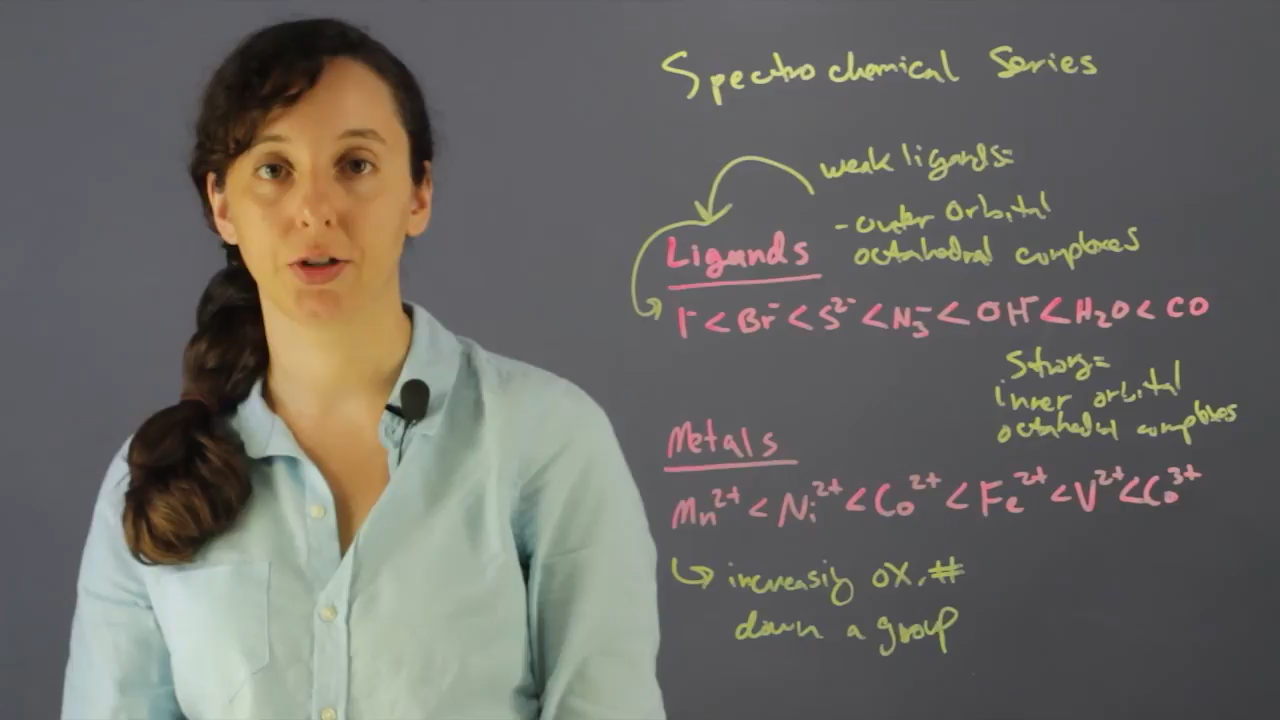 Spectrochemical Series
weak ligands=
- outer orbital
octahedral complexes
Ligands
I⁻ < Br⁻ < S²⁻ < N₃⁻ < OH⁻ < H₂O < CO
Strong=
inner orbital
octahedral complexes
Metals
Mn²⁺ < Ni²⁺ < Co²⁺ < Fe²⁺ < V²⁺ < Co³⁺
↳ increasing ox. #
down a group